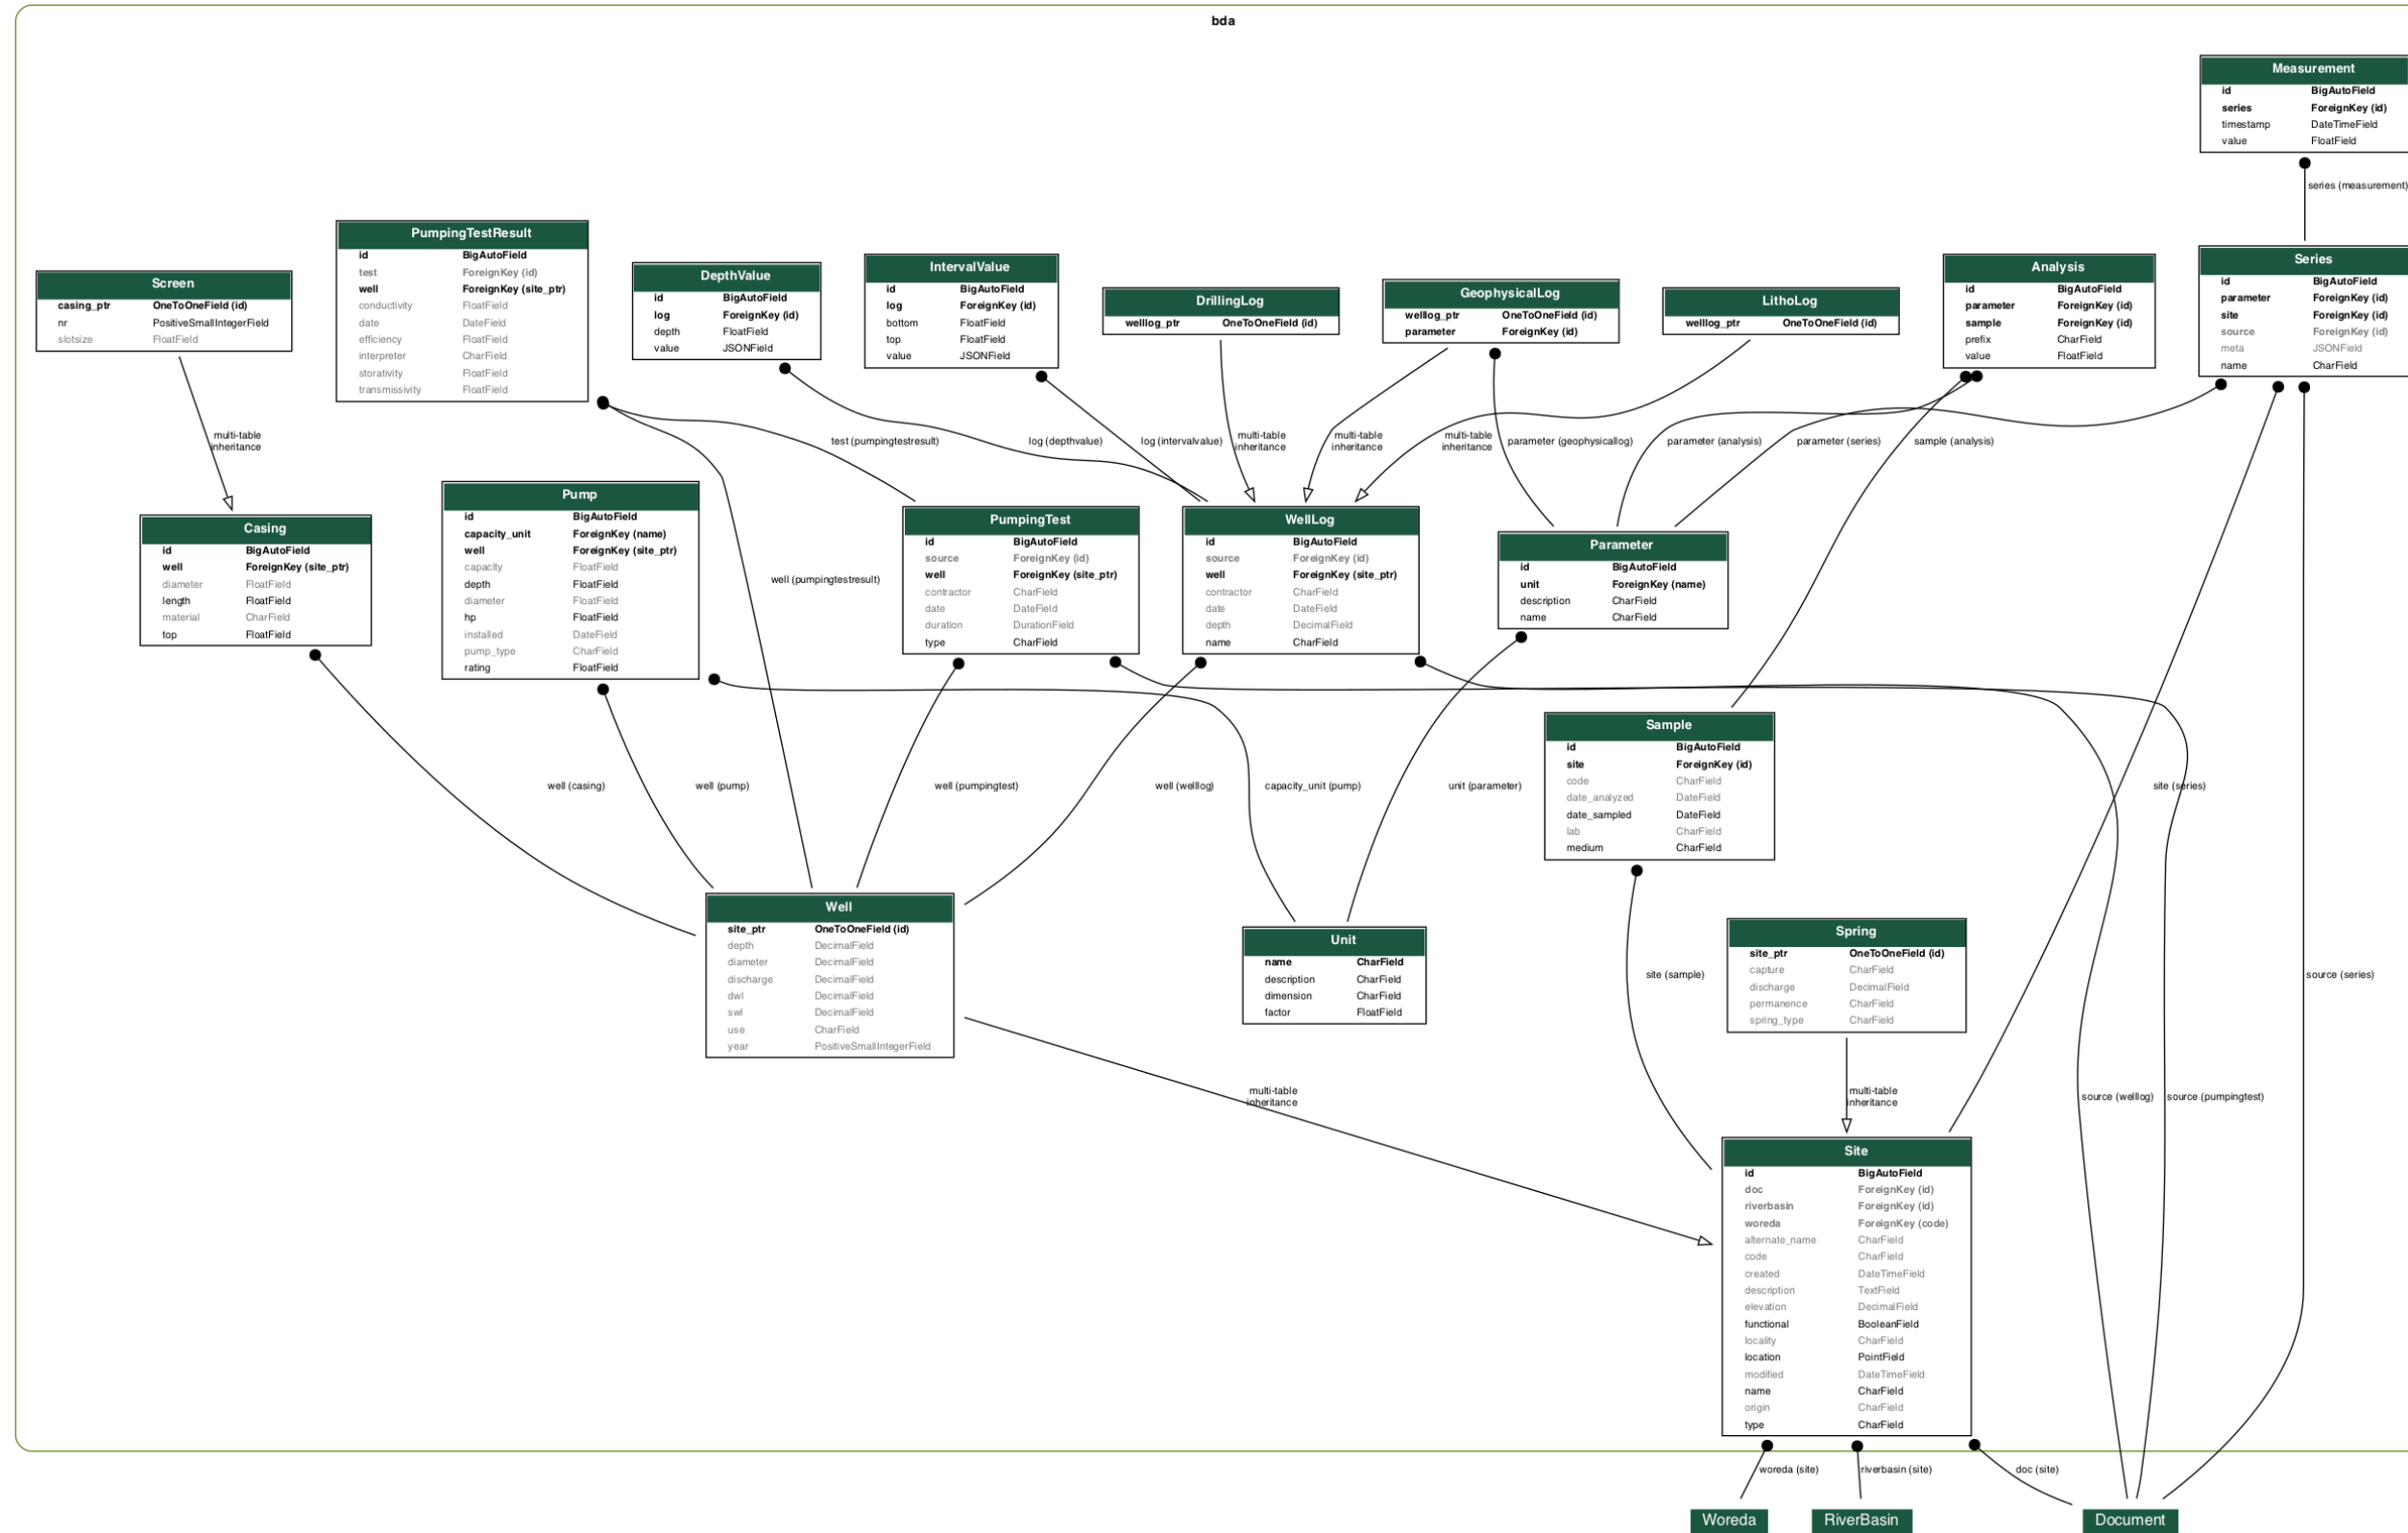 bda
Measurement
id BigAutoField
series ForeignKey (id)
timestamp DateTimeField
value FloatField
series (measurement)
Screen
casing_ptr OneToOneField (id)
nr PositiveSmallIntegerField
slotsize FloatField
PumpingTestResult
id BigAutoField
test ForeignKey (id)
well ForeignKey (site_ptr)
conductivity FloatField
date DateField
efficiency FloatField
interpreter CharField
storativity FloatField
transmissivity FloatField
DepthValue
id BigAutoField
log ForeignKey (id)
depth FloatField
value JSONField
IntervalValue
id BigAutoField
log ForeignKey (id)
bottom FloatField
top FloatField
value JSONField
DrillingLog
welllog_ptr OneToOneField (id)
GeophysicalLog
welllog_ptr OneToOneField (id)
parameter ForeignKey (id)
LithoLog
welllog_ptr OneToOneField (id)
Analysis
id BigAutoField
parameter ForeignKey (id)
sample ForeignKey (id)
prefix CharField
value FloatField
Series
id BigAutoField
parameter ForeignKey (id)
site ForeignKey (id)
source ForeignKey (id)
meta JSONField
name CharField
multi-table
inheritance
test (pumpingtestresult)
log (depthvalue)
log (intervalvalue)
multi-table
inheritance
multi-table
inheritance
multi-table
inheritance
parameter (geophysicallog)
parameter (analysis)
parameter (series)
sample (analysis)
Casing
id BigAutoField
well ForeignKey (site_ptr)
diameter FloatField
length FloatField
material CharField
top FloatField
Pump
id BigAutoField
capacity_unit ForeignKey (name)
well ForeignKey (site_ptr)
capacity FloatField
depth FloatField
diameter FloatField
hp FloatField
installed DateField
pump_type CharField
rating FloatField
well (pumpingtestresult)
PumpingTest
id BigAutoField
source ForeignKey (id)
well ForeignKey (site_ptr)
contractor CharField
date DateField
duration DurationField
type CharField
WellLog
id BigAutoField
source ForeignKey (id)
well ForeignKey (site_ptr)
contractor CharField
date DateField
depth DecimalField
name CharField
Parameter
id BigAutoField
unit ForeignKey (name)
description CharField
name CharField
Sample
id BigAutoField
site ForeignKey (id)
code CharField
date_analyzed DateField
date_sampled DateField
lab CharField
medium CharField
well (casing)
well (pump)
well (pumpingtest)
well (welllog)
capacity_unit (pump)
unit (parameter)
site (series)
Well
site_ptr OneToOneField (id)
depth DecimalField
diameter DecimalField
discharge DecimalField
dwl DecimalField
swl DecimalField
use CharField
year PositiveSmallIntegerField
Unit
name CharField
description CharField
dimension CharField
factor FloatField
site (sample)
Spring
site_ptr OneToOneField (id)
capture CharField
discharge DecimalField
permanence CharField
spring_type CharField
source (series)
multi-table
inheritance
multi-table
inheritance
source (welllog)
source (pumpingtest)
Site
id BigAutoField
doc ForeignKey (id)
riverbasin ForeignKey (id)
woreda ForeignKey (code)
alternate_name CharField
code CharField
created DateTimeField
description TextField
elevation DecimalField
functional BooleanField
locality CharField
location PointField
modified DateTimeField
name CharField
origin CharField
type CharField
woreda (site)
riverbasin (site)
doc (site)
Woreda
RiverBasin
Document